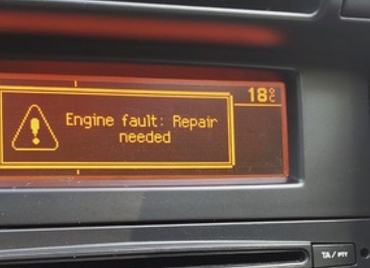 18°C
Engine fault: Repair
needed
TA/PTY